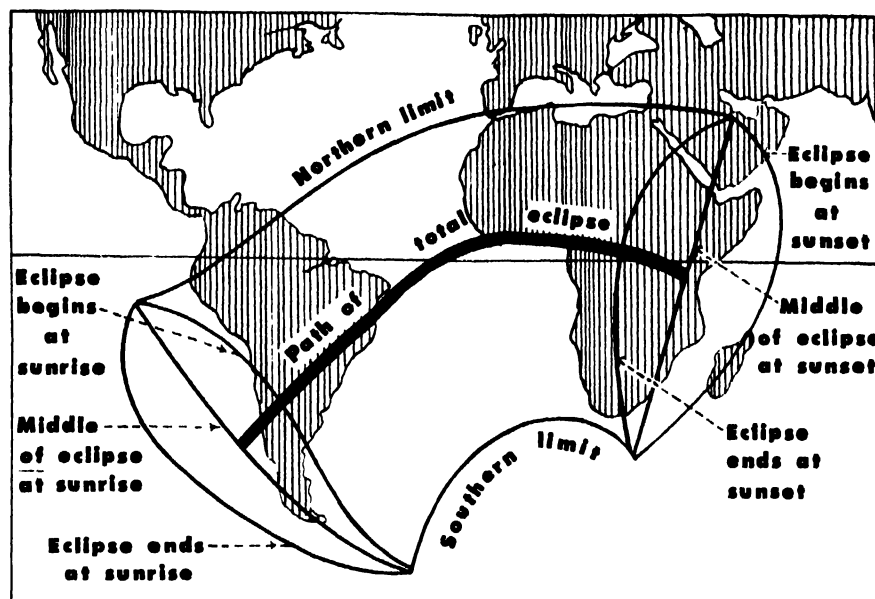 Northern limit
Path of total eclipse
Southern limit
Eclipse
begins
at
sunrise
Middle
of eclipse
at sunrise
Eclipse ends
at sunrise
Eclipse
begins
at
sunset
Middle
of eclipse
at sunset
Eclipse
ends at
sunset